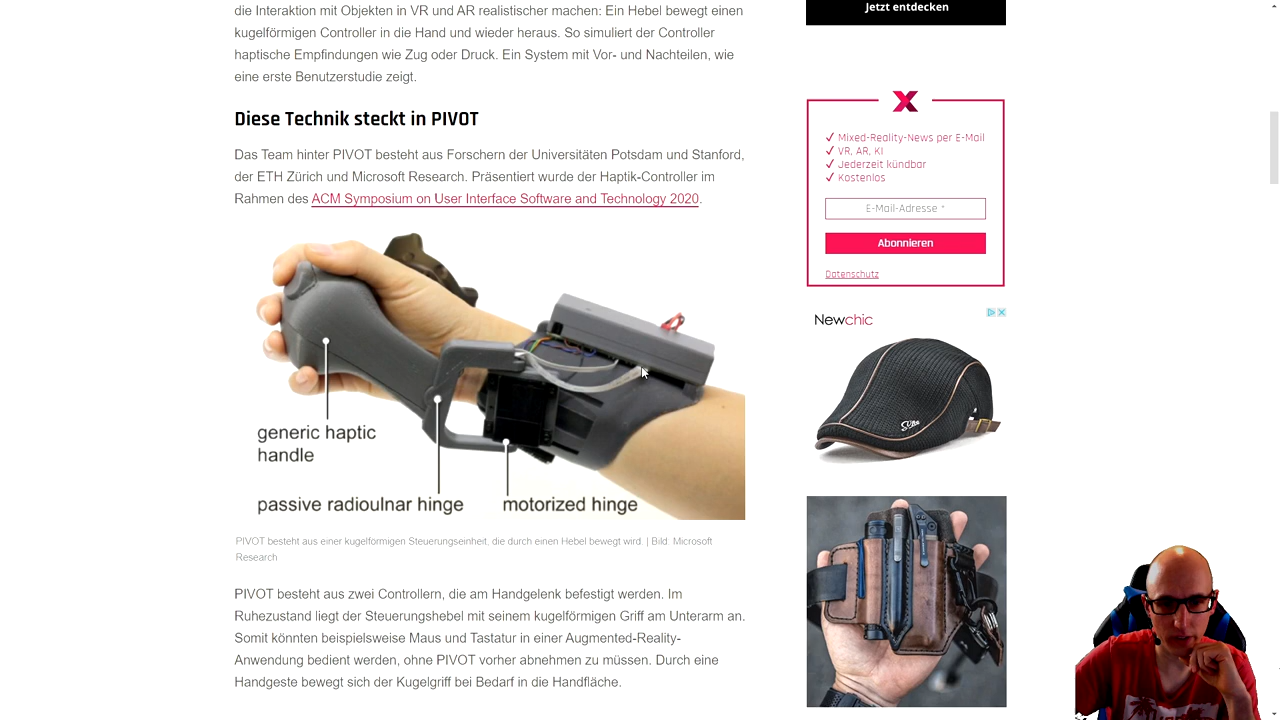 die Interaktion mit Objekten in VR und AR realistischer machen: Ein Hebel bewegt einen
kugelförmigen Controller in die Hand und wieder heraus. So simuliert der Controller
haptische Empfindungen wie Zug oder Druck. Ein System mit Vor- und Nachteilen, wie
eine erste Benutzerstudie zeigt.
Diese Technik steckt in PIVOT
Das Team hinter PIVOT besteht aus Forschern der Universitäten Potsdam und Stanford,
der ETH Zürich und Microsoft Research. Präsentiert wurde der Haptik-Controller im
Rahmen des ACM Symposium on User Interface Software and Technology 2020.
generic haptic
handle
passive radioulnar hinge
motorized hinge
PIVOT besteht aus einer kugelförmigen Steuerungseinheit, die durch einen Hebel bewegt wird. | Bild: Microsoft
Research
PIVOT besteht aus zwei Controllern, die am Handgelenk befestigt werden. Im
Ruhezustand liegt der Steuerungshebel mit seinem kugelförmigen Griff am Unterarm an.
Somit könnten beispielsweise Maus und Tastatur in einer Augmented-Reality-
Anwendung bedient werden, ohne PIVOT vorher abnehmen zu müssen. Durch eine
Handgeste bewegt sich der Kugelgriff bei Bedarf in die Handfläche.
Jetzt entdecken
Mixed-Reality-News per E-Mail
VR, AR, KI
Jederzeit kündbar
Kostenlos
E-Mail-Adresse *
Abonnieren
Datenschutz
Newchic